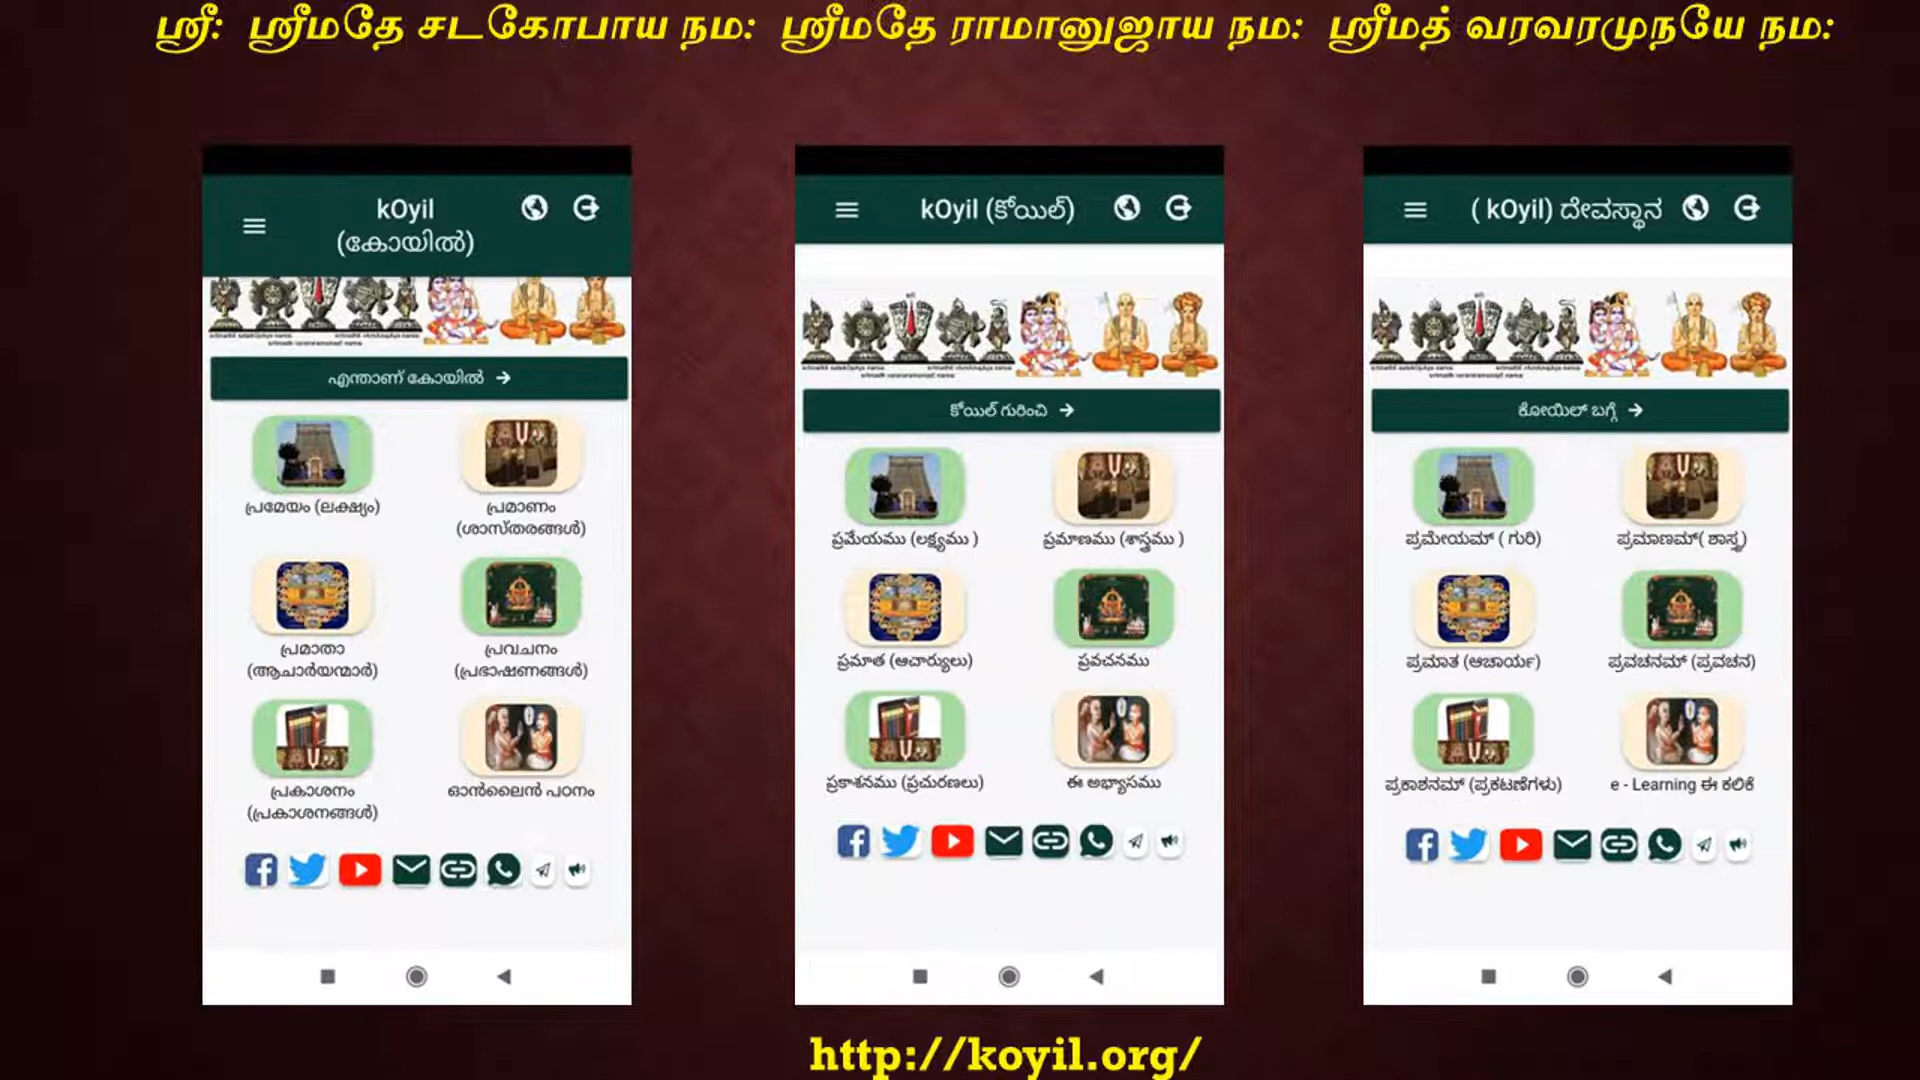 ஸ்ரீ: ஸ்ரீமதே சடகோபாய நம: ஸ்ரீமதே ராமானுஜாய நம: ஸ்ரீமத் வரவரமுநயே நம:
kOyil
(കോയിൽ)
എന്താണ് കോയിൽ →
പ്രമേയം (ലക്ഷ്യം)
പ്രമാണം
(ശാസ്തരങ്ങൾ)
പ്രമാതാ
(ആചാർയന്മാർ)
പ്രവചനം
(പ്രഭാഷണങ്ങൾ)
പ്രകാശനം
(പ്രകാശനങ്ങൾ)
ഓൻലൈൻ പഠനം
kOyil (కోయిల్)
కోయిల్ గురించి →
ప్రమేయము (లక్ష్యము )
ప్రమాణము (శాస్త్రము )
ప్రమాత (ఆచార్యులు)
ప్రవచనము
ప్రకాశనము (ప్రచురణలు)
ఈ అభ్యాసము
( kOyil) ದೇವಸ್ಥಾನ
ಕೋಯಿಲ್ ಬಗ್ಗೆ →
ಪ್ರಮೇಯಮ್ ( ಗುರಿ)
ಪ್ರಮಾಣಮ್( ಶಾಸ್ತ್ರ)
ಪ್ರಮಾತ (ಆಚಾರ್ಯ)
ಪ್ರವಚನಮ್ (ಪ್ರವಚನ)
ಪ್ರಕಾಶನಮ್ (ಪ್ರಕಟಣೆಗಳು)
e - Learning ಈ ಕಲಿಕೆ
http://koyil.org/